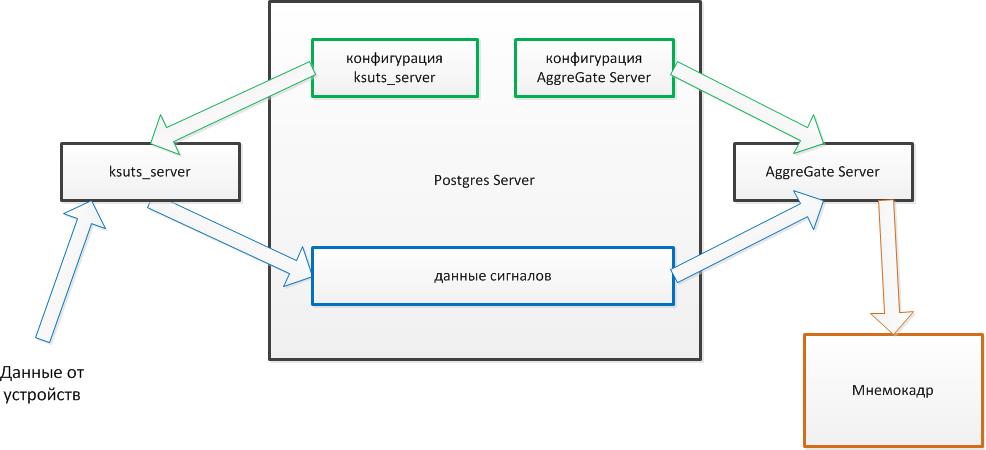 конфигурация
ksuts_server
конфигурация
AggreGate Server
ksuts_server
Postgres Server
AggreGate Server
данные сигналов
Данные от
устройств
Мнемокадр